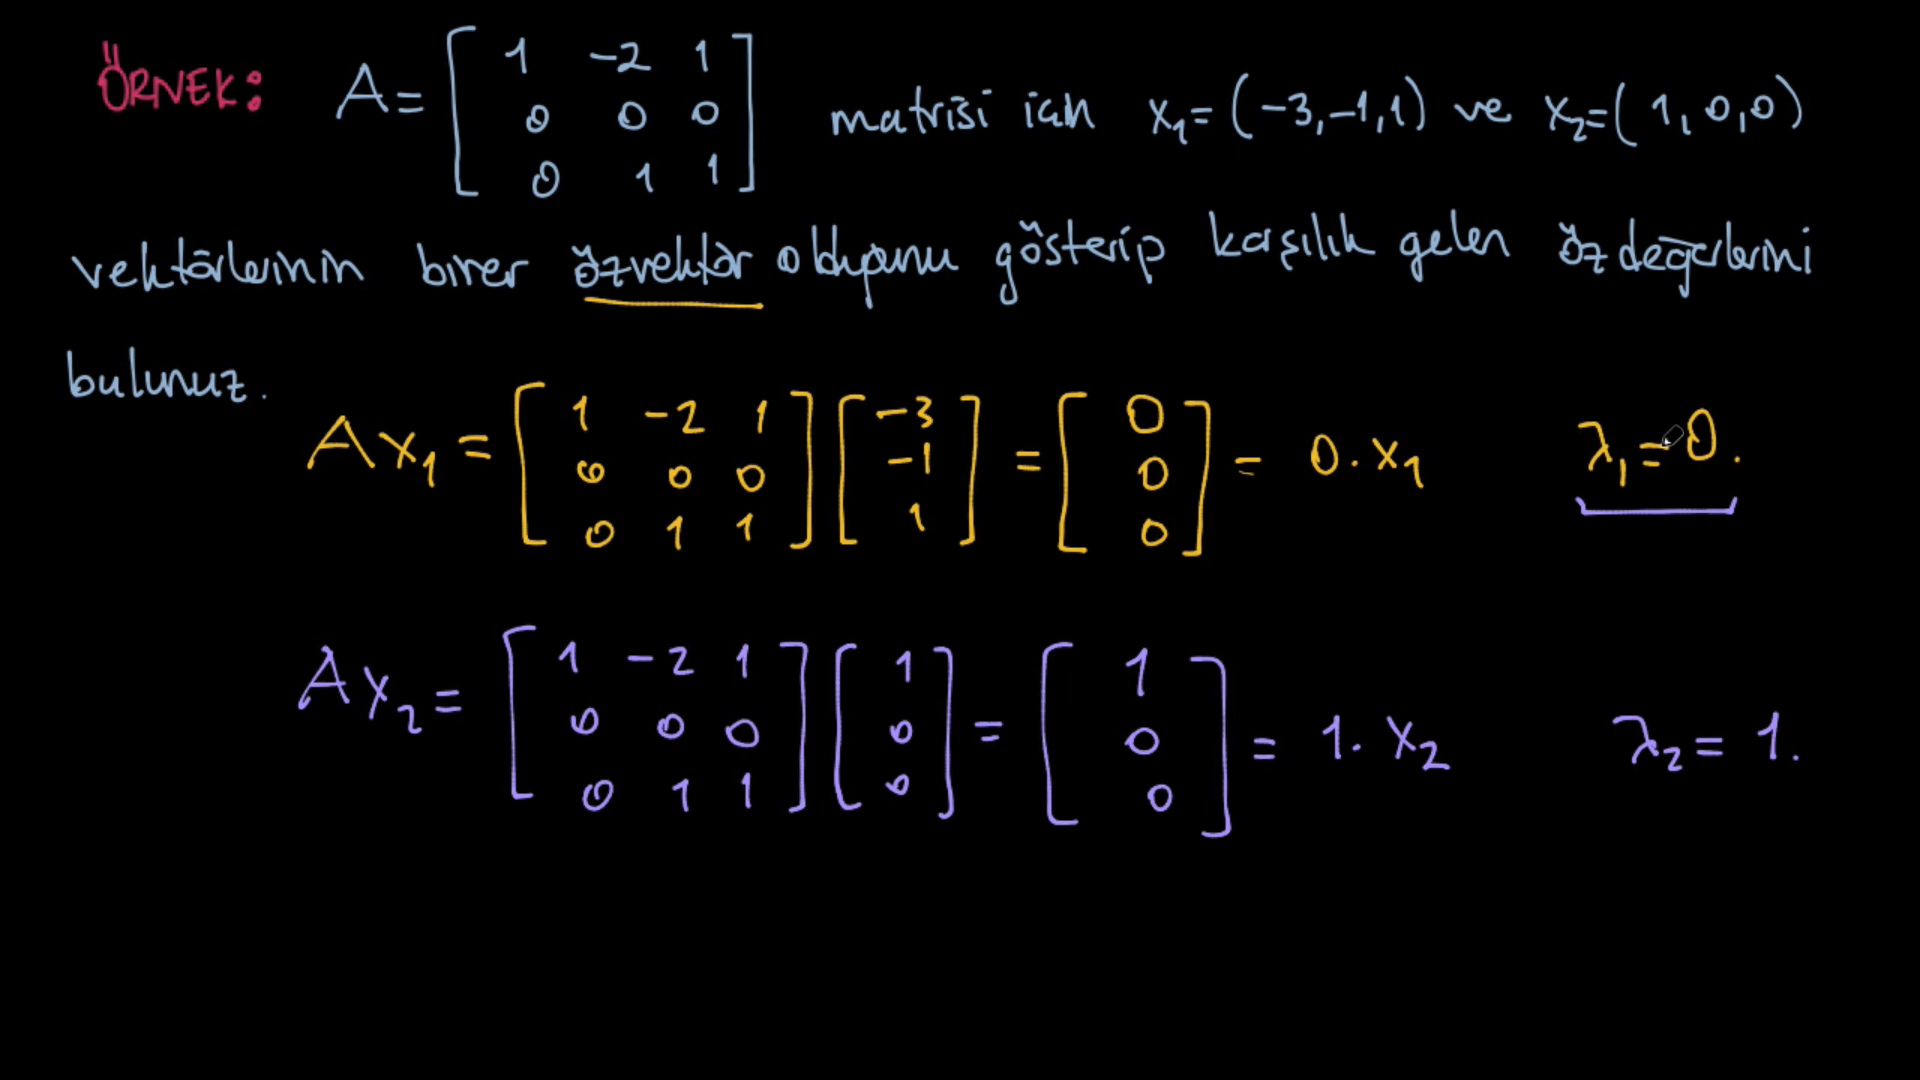 ÖRNEK: A = [ 1 -2 1 ; 0 0 0 ; 0 1 1 ] matrisi için x₁ = (-3,-1,1) ve x₂ = (1,0,0)
vektörlerinin birer özvektör olduğunu gösterip karşılık gelen özdeğerlerini
bulunuz.
A x₁ = [ 1 -2 1 ; 0 0 0 ; 0 1 1 ] [ -3 ; -1 ; 1 ] = [ 0 ; 0 ; 0 ] = 0 · x₁ λ₁ = 0.
A x₂ = [ 1 -2 1 ; 0 0 0 ; 0 1 1 ] [ 1 ; 0 ; 0 ] = [ 1 ; 0 ; 0 ] = 1 · x₂ λ₂ = 1.